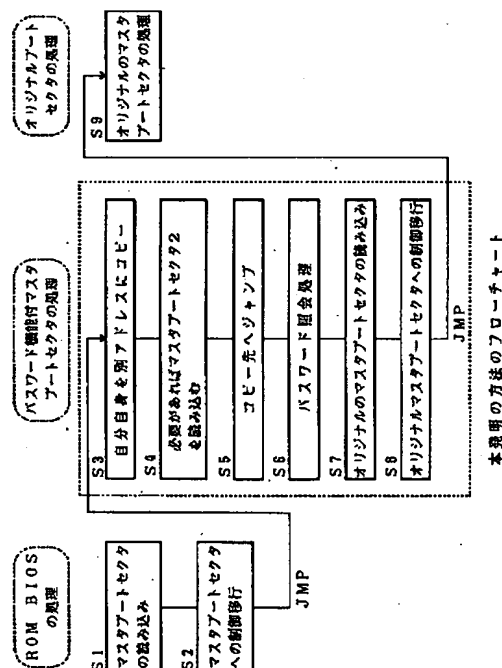 ROM BIOS
の処理
S1
マスタブートセクタ
の読み込み
S2
マスタブートセクタ
への制御移行
JMP
パスワード機能付マスタ
ブートセクタの処理
S3
自分自身を別アドレスにコピー
S4
必要があればマスタブートセクタ2
を読み込む
S5
コピー先へジャンプ
S6
パスワード照会処理
S7
オリジナルのマスタブートセクタの読み込み
S8
オリジナルマスタブートセクタへの制御移行
JMP
オリジナルブート
セクタの処理
S9
オリジナルのマスタ
ブートセクタの処理
本発明の方法のフローチャート